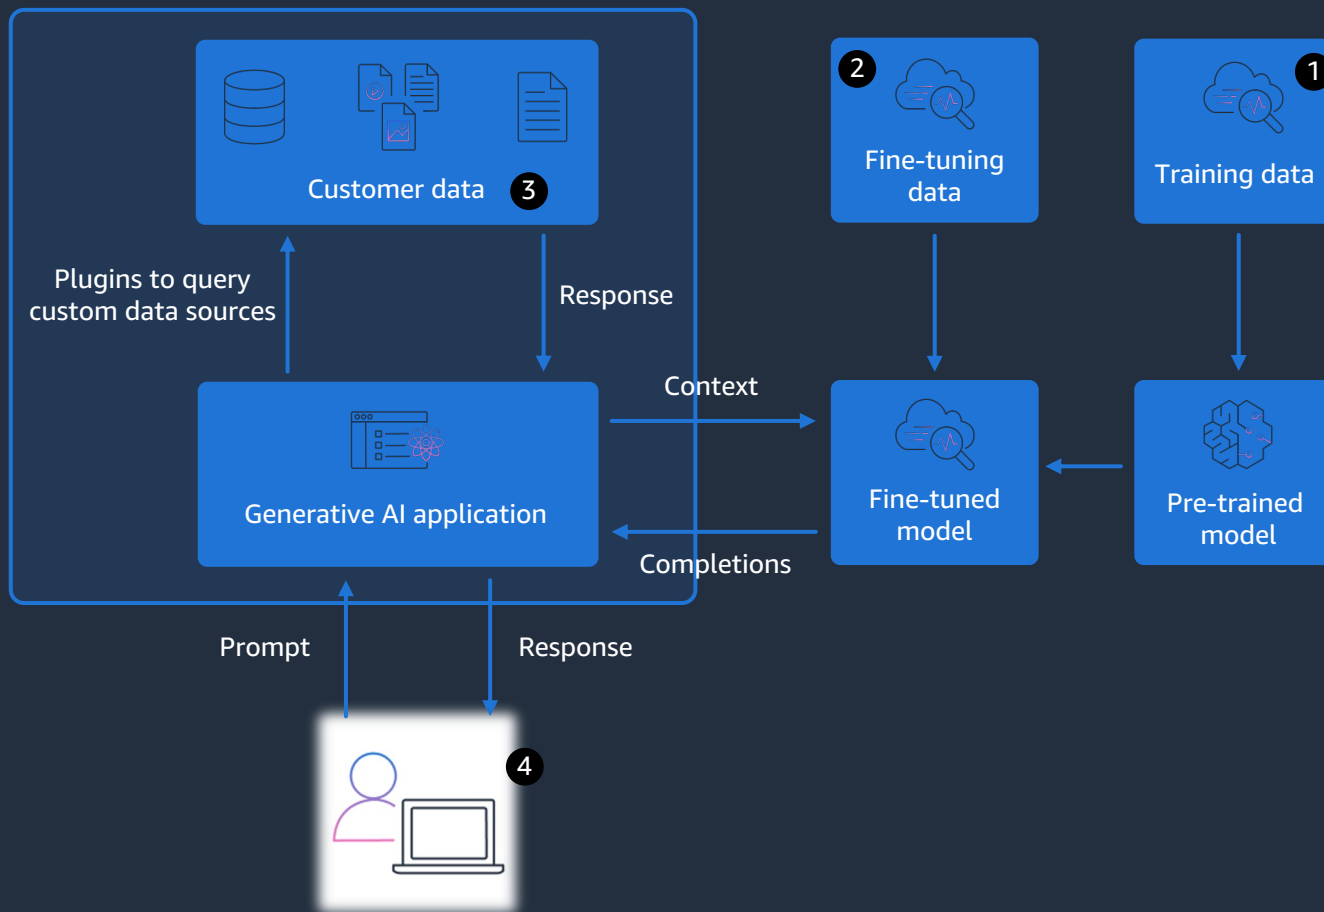 2
1
Fine-tuning
data
Training data
Customer data 3
Plugins to query
custom data sources
Response
Context
Generative AI application
Fine-tuned
model
Pre-trained
model
Completions
Prompt
Response
4